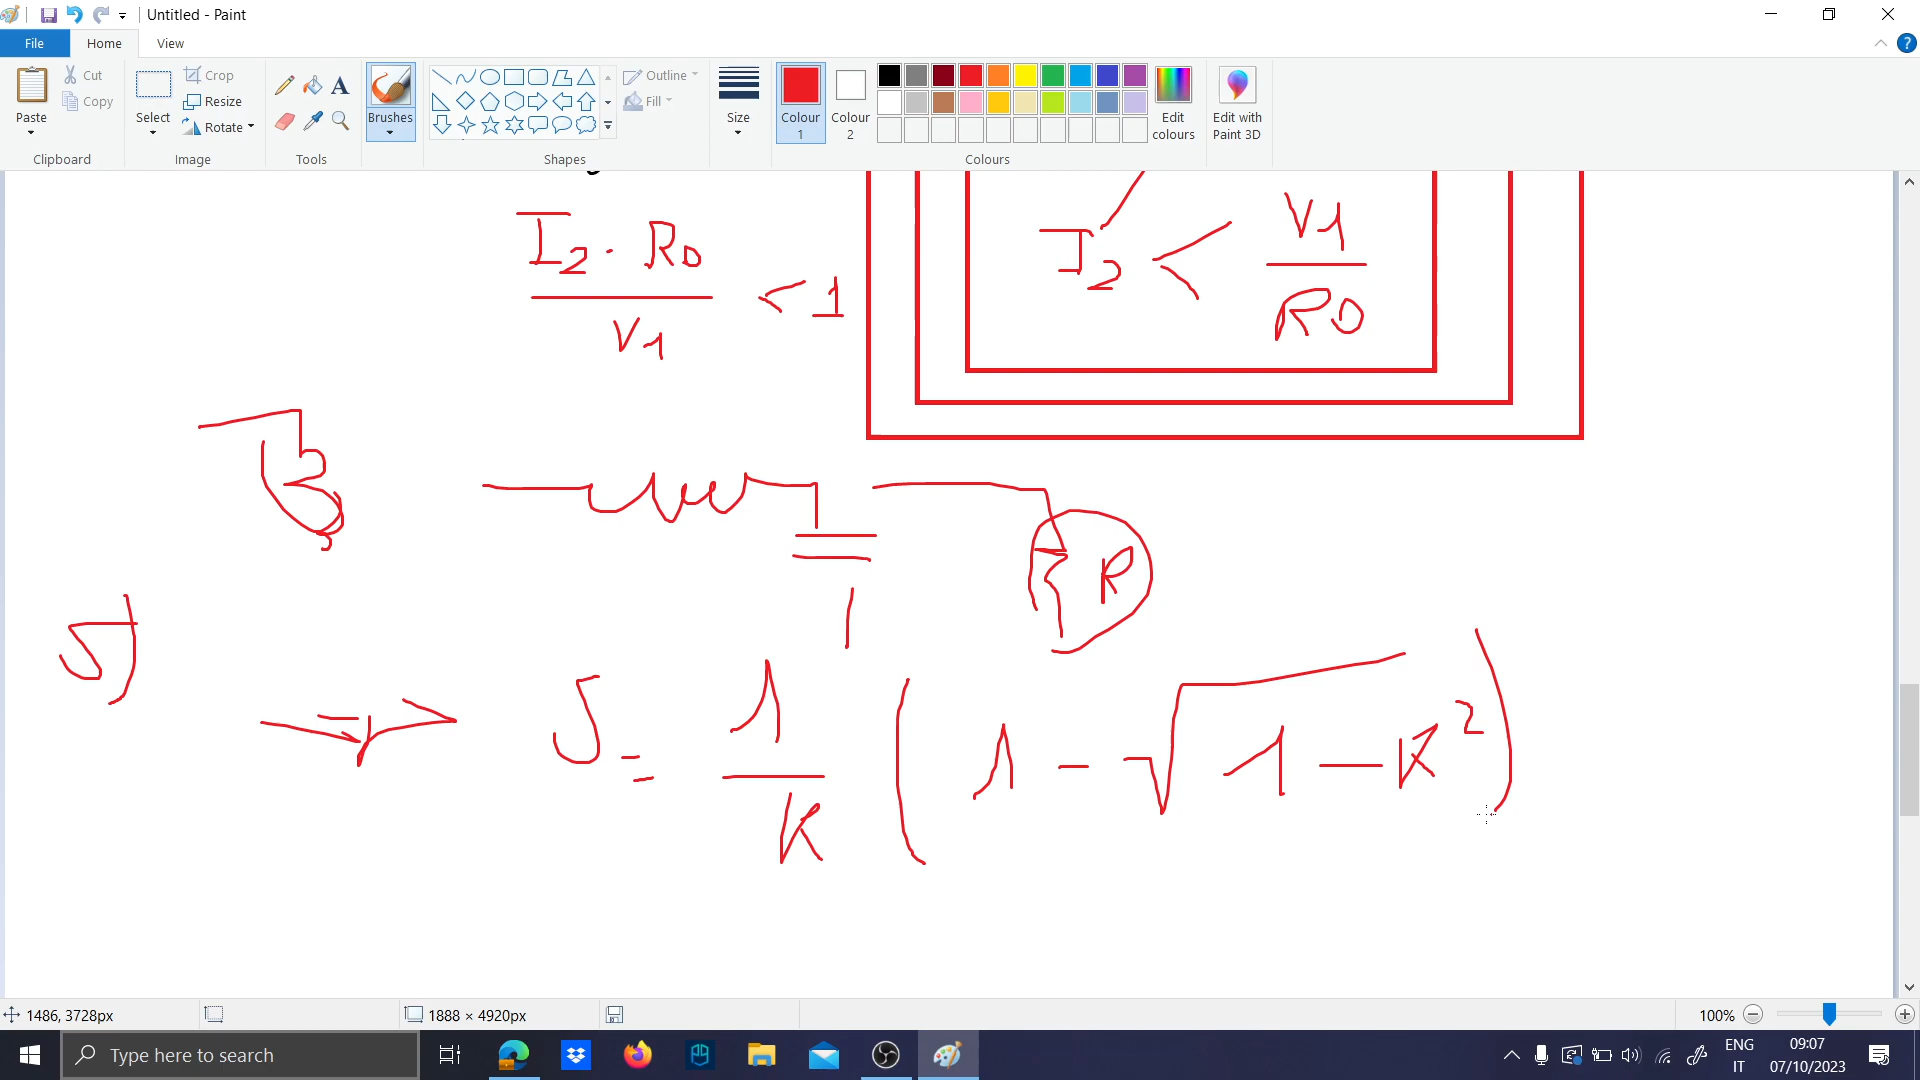 Untitled - Paint
File Home View
Paste Cut Copy Clipboard
Select Crop Resize Rotate Image
Tools
Brushes
Outline Fill Shapes
Size
Colour 1 Colour 2 Edit colours Colours
Edit with Paint 3D
I2 · R0
V1
< 1
I2 <
V1
R0
R
S =
1
K
( 1 - √ 1 - K²)
1486, 3728px
1888 × 4920px
100%
Type here to search
ENG
IT
09:07
07/10/2023